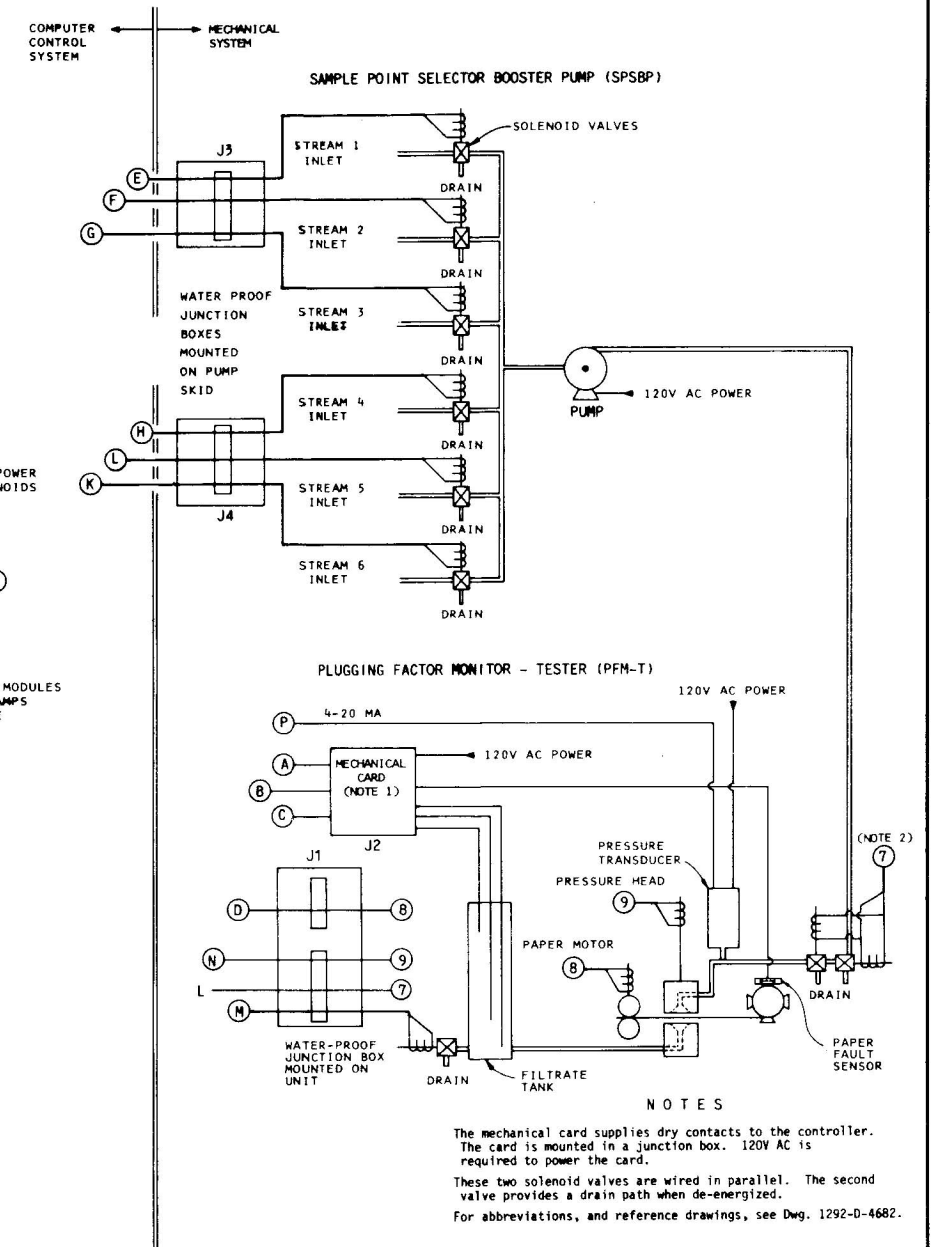 COMPUTER
CONTROL
SYSTEM
MECHANICAL
SYSTEM
SAMPLE POINT SELECTOR BOOSTER PUMP (SPSBP)
SOLENOID VALVES
J3
STREAM 1
INLET
E
DRAIN
F
G
STREAM 2
INLET
DRAIN
WATER PROOF
JUNCTION
BOXES
MOUNTED
ON PUMP
SKID
STREAM 3
INLET
DRAIN
PUMP
120V AC POWER
STREAM 4
INLET
H
DRAIN
L
K
POWER
NOIDS
STREAM 5
INLET
J4
DRAIN
STREAM 6
INLET
DRAIN
PLUGGING FACTOR MONITOR - TESTER (PFM-T)
MODULES
AMPS
120V AC POWER
P
4-20 MA
A
B
C
MECHANICAL
CARD
(NOTE 1)
120V AC POWER
J2
J1
(NOTE 2)
7
PRESSURE
TRANSDUCER
PRESSURE HEAD
9
D
8
PAPER MOTOR
8
N
9
L
7
M
DRAIN
WATER-PROOF
JUNCTION BOX
MOUNTED ON
UNIT
DRAIN
FILTRATE
TANK
PAPER
FAULT
SENSOR
NOTES
The mechanical card supplies dry contacts to the controller.
The card is mounted in a junction box. 120V AC is
required to power the card.
These two solenoid valves are wired in parallel. The second
valve provides a drain path when de-energized.
For abbreviations, and reference drawings, see Dwg. 1292-D-4682.